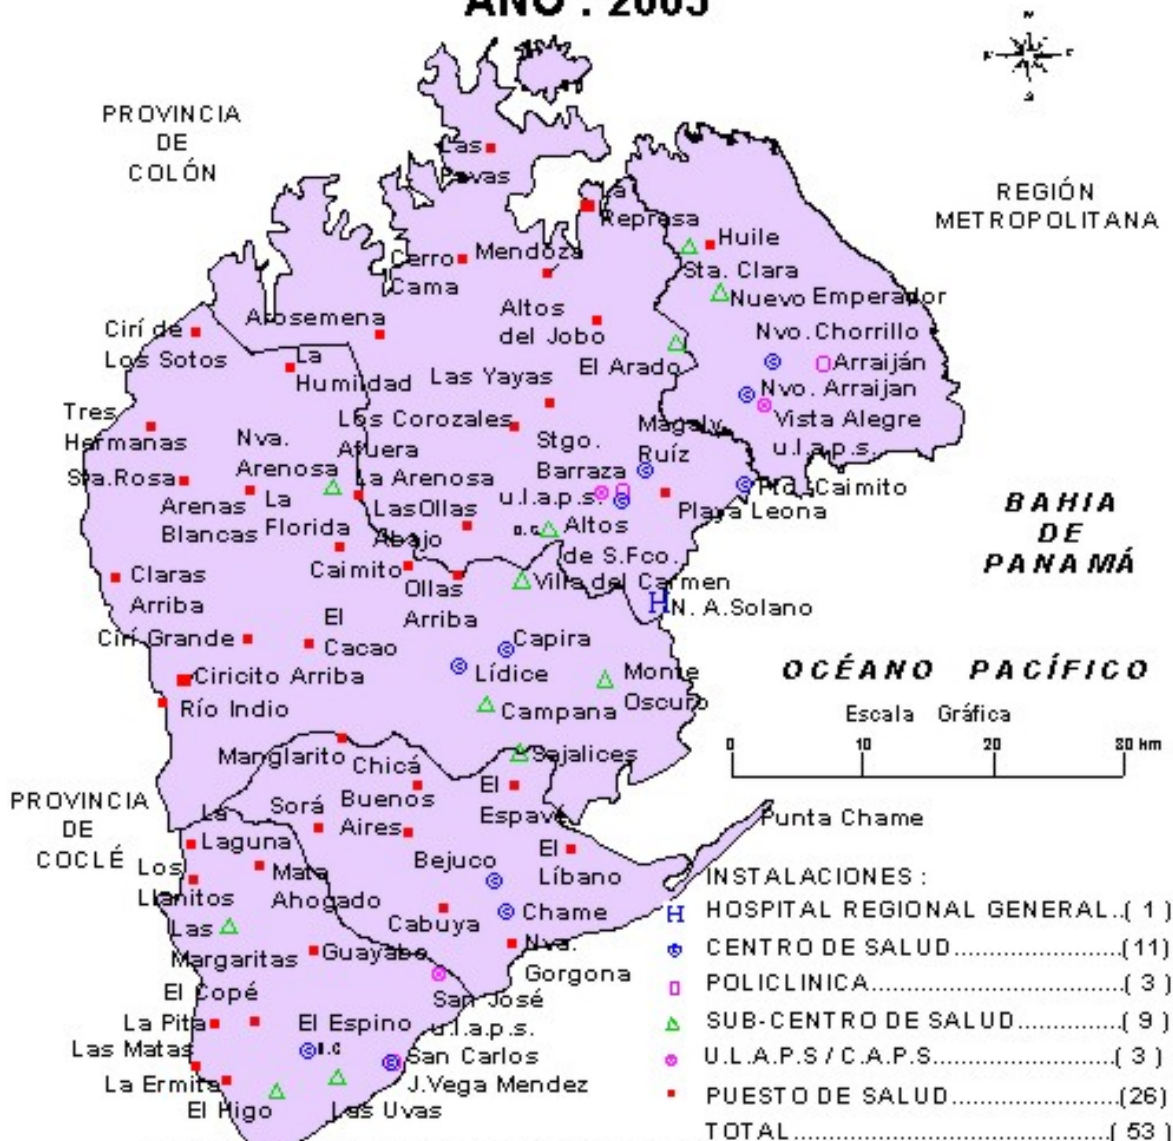 AÑO : 2005
PROVINCIA
DE
COLÓN
REGIÓN
METROPOLITANA
Las
Pavas
La
Represa
Huile
Sta. Clara
Nuevo Emperador
Cerro
Cama
Mendoza
Altos
del Jobo
Nvo. Chorrillo
Arraiján
El Arado
Nvo. Arraijan
Vista Alegre
u.l.a.p.s.
Arosemena
Cirí de
Los Sotos
La
Humildad
Las Yayas
Los Corozales
Tres
Hermanas
Nva.
Arenosa
Afuera
La Arenosa
Stgo.
Barraza
u.l.a.p.s.
Magaly
Ruíz
Pto. Caimito
Playa Leona
Sta.Rosa
Arenas
Blancas
La
Florida
LasOllas
Abajo
Altos
de S.Fco.
Claras
Arriba
Caimito
Ollas
Arriba
Villa del Carmen
H N. A.Solano
BAHIA
DE
PANAMÁ
Cirí Grande
El
Cacao
Capira
Lídice
Monte
Oscuro
Ciricito Arriba
Río Indio
Campana
OCÉANO PACÍFICO
Escala Gráfica
0 10 20 30 km
Manglarito
Chicá
Sajalices
PROVINCIA
DE
COCLÉ
La
Laguna
Sorá
Buenos
Aires
El
Espavé
Punta Chame
Los
Llanitos
Mata
Ahogado
Bejuco
El
Líbano
Las
Margaritas
Cabuya
Chame
Guayabo
Nva.
Gorgona
El Copé
San José
u.l.a.p.s.
La Pita
El Espino
Las Matas
San Carlos
J.Vega Mendez
La Ermita
El Higo
Las Uvas
INSTALACIONES :
H HOSPITAL REGIONAL GENERAL..( 1 )
CENTRO DE SALUD.......................(11)
POLICLINICA...............................( 3 )
SUB-CENTRO DE SALUD..............( 9 )
U.L.A.P.S / C.A.P.S.......................( 3 )
PUESTO DE SALUD.......................(26)
TOTAL........................................( 53 )